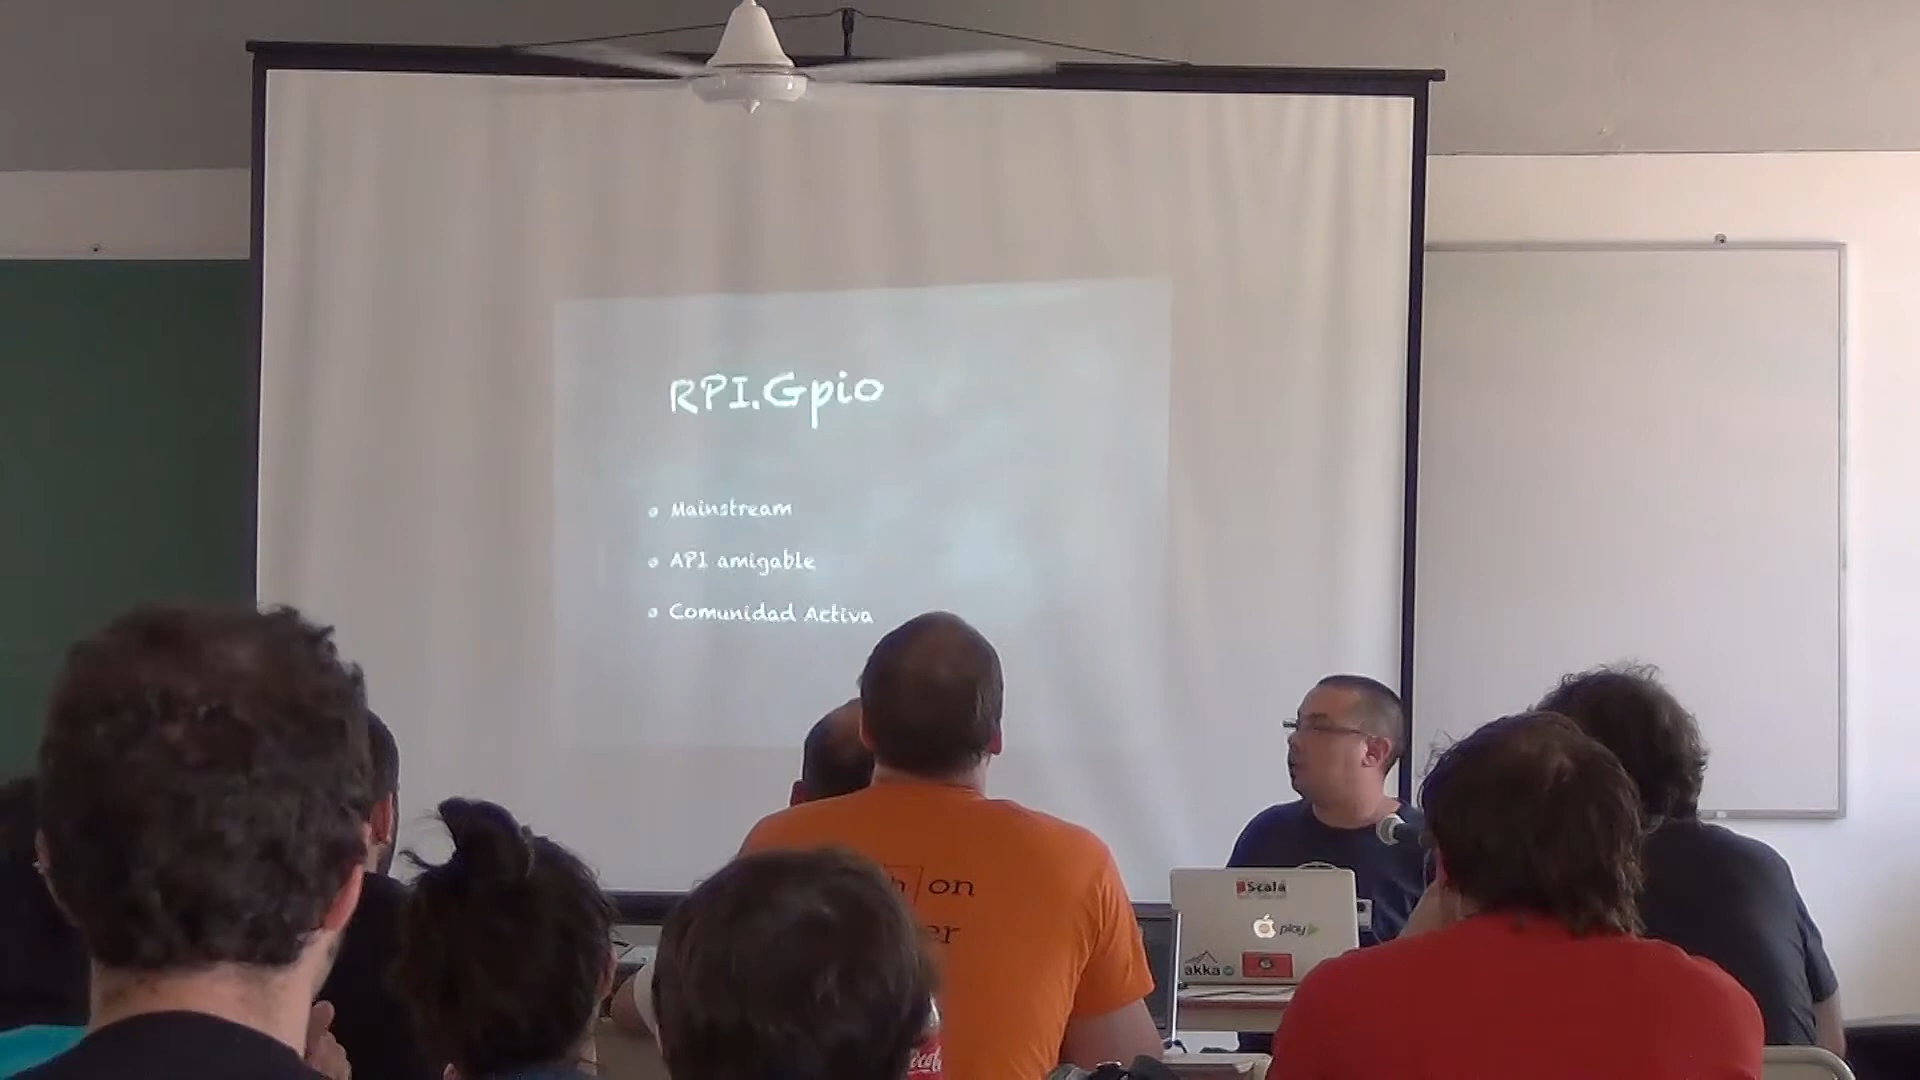 RPI.Gpio
Mainstream
API amigable
Comunidad Activa
on
er
Scala
play
akka